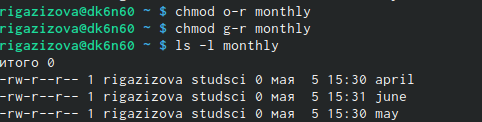 rigazizova@dk6n60 ~ $ chmod o-r monthly
rigazizova@dk6n60 ~ $ chmod g-r monthly
rigazizova@dk6n60 ~ $ ls -l monthly
итого 0
-rw-r--r-- 1 rigazizova studsci 0 мая  5 15:30 april
-rw-r--r-- 1 rigazizova studsci 0 мая  5 15:31 june
-rw-r--r-- 1 rigazizova studsci 0 мая  5 15:30 may